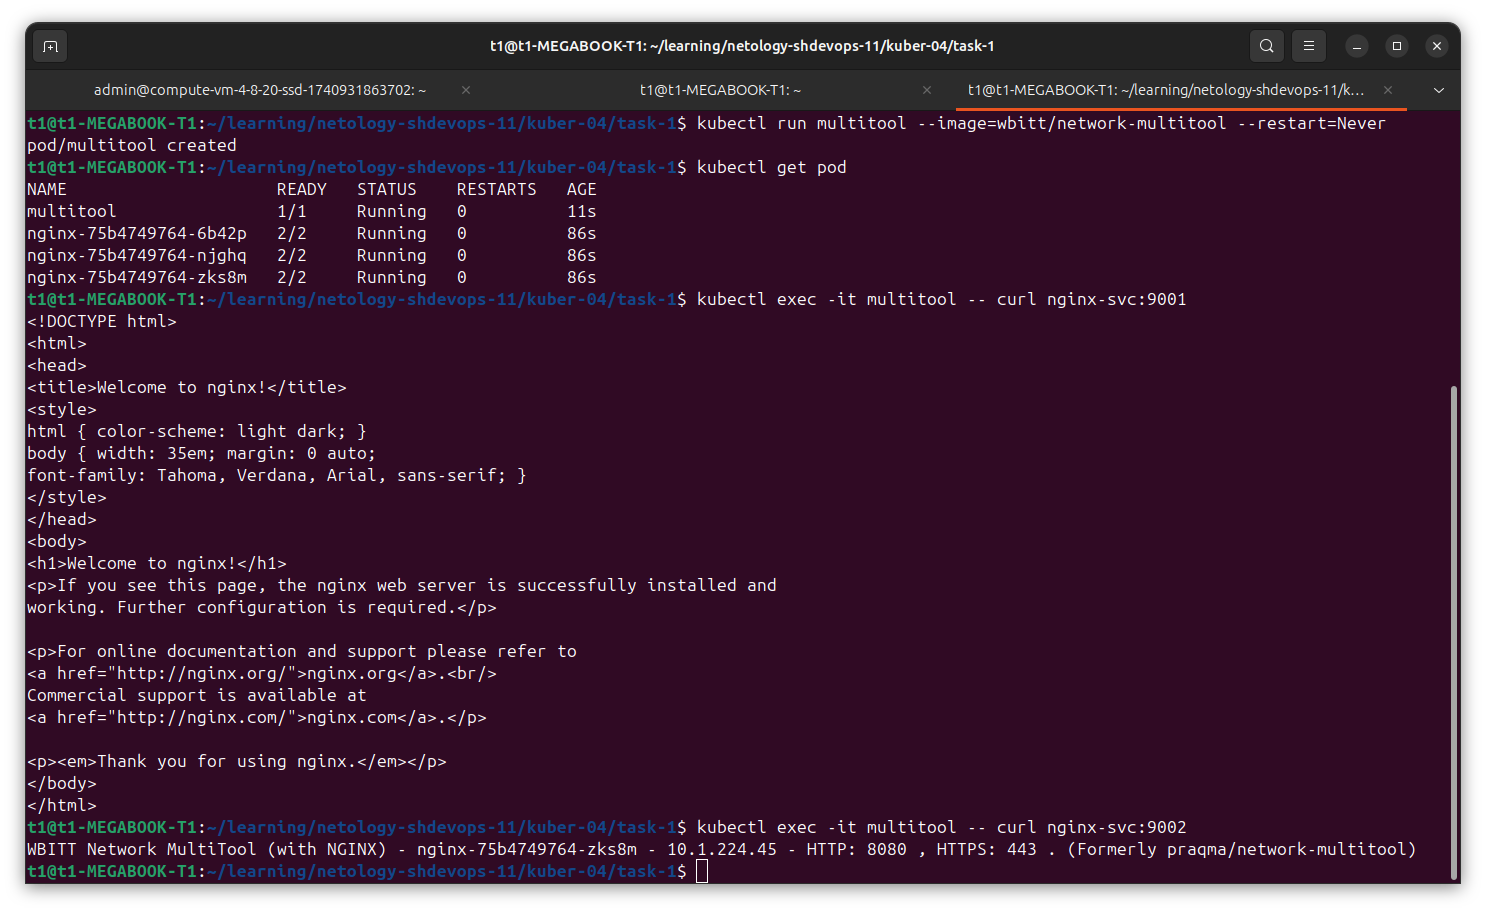 t1@t1-MEGABOOK-T1: ~/learning/netology-shdevops-11/kuber-04/task-1
admin@compute-vm-4-8-20-ssd-1740931863702: ~
t1@t1-MEGABOOK-T1: ~
t1@t1-MEGABOOK-T1: ~/learning/netology-shdevops-11/k…
t1@t1-MEGABOOK-T1:~/learning/netology-shdevops-11/kuber-04/task-1$ kubectl run multitool --image=wbitt/network-multitool --restart=Never
pod/multitool created
t1@t1-MEGABOOK-T1:~/learning/netology-shdevops-11/kuber-04/task-1$ kubectl get pod
NAME                     READY   STATUS    RESTARTS   AGE
multitool                1/1     Running   0          11s
nginx-75b4749764-6b42p   2/2     Running   0          86s
nginx-75b4749764-njghq   2/2     Running   0          86s
nginx-75b4749764-zks8m   2/2     Running   0          86s
t1@t1-MEGABOOK-T1:~/learning/netology-shdevops-11/kuber-04/task-1$ kubectl exec -it multitool -- curl nginx-svc:9001
<!DOCTYPE html>
<html>
<head>
<title>Welcome to nginx!</title>
<style>
html { color-scheme: light dark; }
body { width: 35em; margin: 0 auto;
font-family: Tahoma, Verdana, Arial, sans-serif; }
</style>
</head>
<body>
<h1>Welcome to nginx!</h1>
<p>If you see this page, the nginx web server is successfully installed and
working. Further configuration is required.</p>

<p>For online documentation and support please refer to
<a href="http://nginx.org/">nginx.org</a>.<br/>
Commercial support is available at
<a href="http://nginx.com/">nginx.com</a>.</p>

<p><em>Thank you for using nginx.</em></p>
</body>
</html>
t1@t1-MEGABOOK-T1:~/learning/netology-shdevops-11/kuber-04/task-1$ kubectl exec -it multitool -- curl nginx-svc:9002
WBITT Network MultiTool (with NGINX) - nginx-75b4749764-zks8m - 10.1.224.45 - HTTP: 8080 , HTTPS: 443 . (Formerly praqma/network-multitool)
t1@t1-MEGABOOK-T1:~/learning/netology-shdevops-11/kuber-04/task-1$